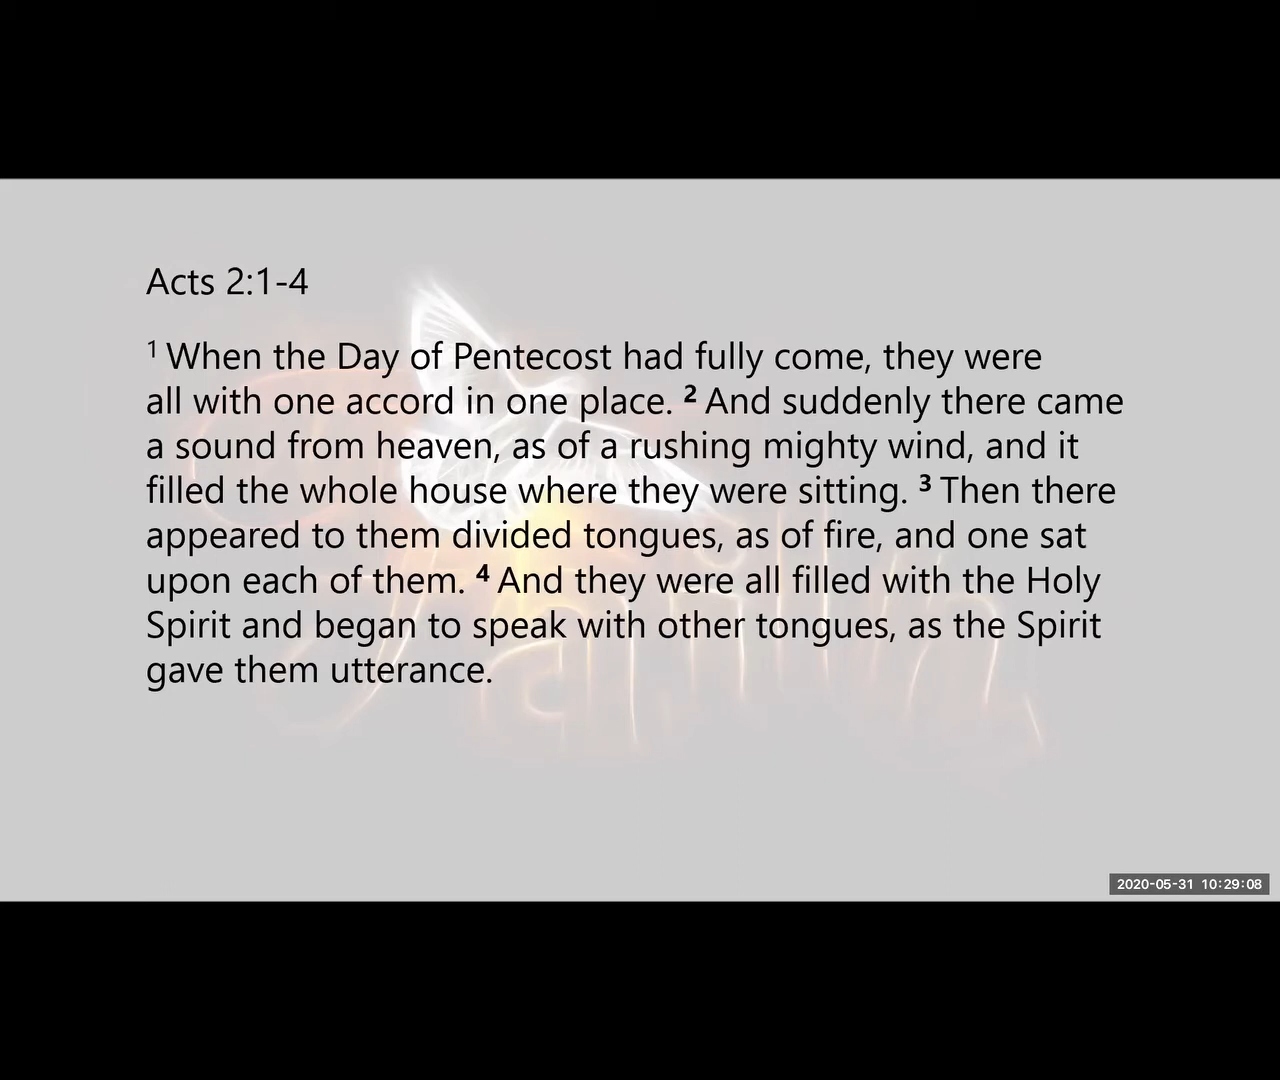 Acts 2:1-4
1 When the Day of Pentecost had fully come, they were
all with one accord in one place. 2 And suddenly there came
a sound from heaven, as of a rushing mighty wind, and it
filled the whole house where they were sitting. 3 Then there
appeared to them divided tongues, as of fire, and one sat
upon each of them. 4 And they were all filled with the Holy
Spirit and began to speak with other tongues, as the Spirit
gave them utterance.
Faith
2020-05-31 10:29:08